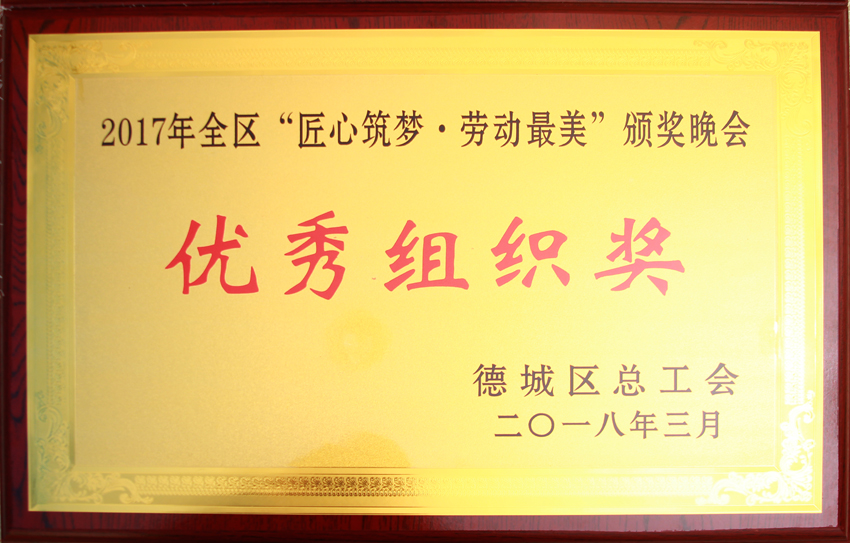 2017年全区“匠心筑梦·劳动最美”颁奖晚会
优秀组织奖
德城区总工会
二〇一八年三月